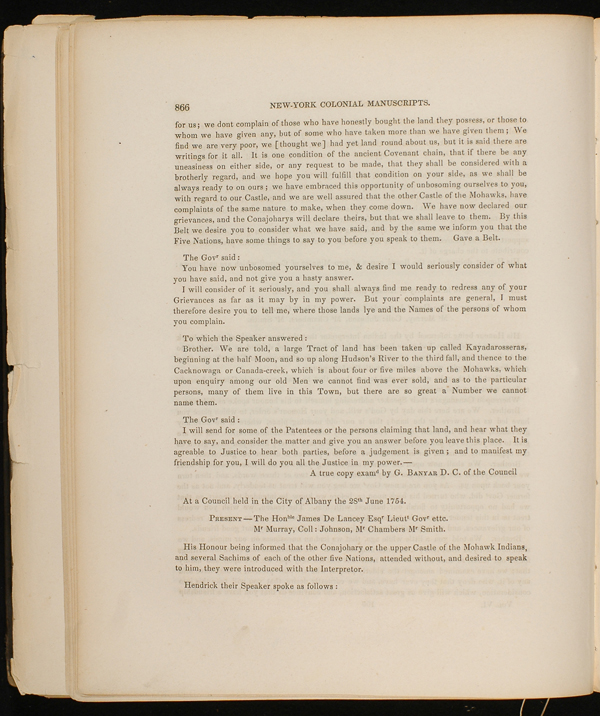 866 NEW-YORK COLONIAL MANUSCRIPTS.
for us; we dont complain of those who have honestly bought the land they possess, or those to
whom we have given any, but of some who have taken more than we have given them; We
find we are very poor, we [thought we] had yet land round about us, but it is said there are
writings for it all. It is one condition of the ancient Covenant chain, that if there be any
uneasiness on either side, or any request to be made, that they shall be considered with a
brotherly regard, and we hope you will fulfill that condition on your side, as we shall be
always ready to on ours; we have embraced this opportunity of unbosoming ourselves to you,
with regard to our Castle, and we are well assured that the other Castle of the Mohawks, have
complaints of the same nature to make, when they come down. We have now declared our
grievances, and the Conajoharys will declare theirs, but that we shall leave to them. By this
Belt we desire you to consider what we have said, and by the same we inform you that the
Five Nations, have some things to say to you before you speak to them. Gave a Belt.
The Govr said:
You have now unbosomed yourselves to me, & desire I would seriously consider of what
you have said, and not give you a hasty answer.
I will consider of it seriously, and you shall always find me ready to redress any of your
Grievances as far as it may by in my power. But your complaints are general, I must
therefore desire you to tell me, where those lands lye and the Names of the persons of whom
you complain.
To which the Speaker answered:
Brother. We are told, a large Tract of land has been taken up called Kayadarosseras,
beginning at the half Moon, and so up along Hudson's River to the third fall, and thence to the
Cacknowaga or Canada-creek, which is about four or five miles above the Mohawks, which
upon enquiry among our old Men we cannot find was ever sold, and as to the particular
persons, many of them live in this Town, but there are so great a Number we cannot
name them.
The Govr said:
I will send for some of the Patentees or the persons claiming that land, and hear what they
have to say, and consider the matter and give you an answer before you leave this place. It is
agreable to Justice to hear both parties, before a judgement is given; and to manifest my
friendship for you, I will do you all the Justice in my power.—
A true copy examd by G. BANYAR D. C. of the Council
At a Council held in the City of Albany the 28th June 1754.
PRESENT—The Honble James De Lancey Esqr Lieutt Govr ettc.
Mr Murray, Coll: Johnson, Mr Chambers Mr Smith.
His Honour being informed that the Conajohary or the upper Castle of the Mohawk Indians,
and several Sachims of each of the other five Nations, attended without, and desired to speak
to him, they were introduced with the Interpretor.
Hendrick their Speaker spoke as follows: